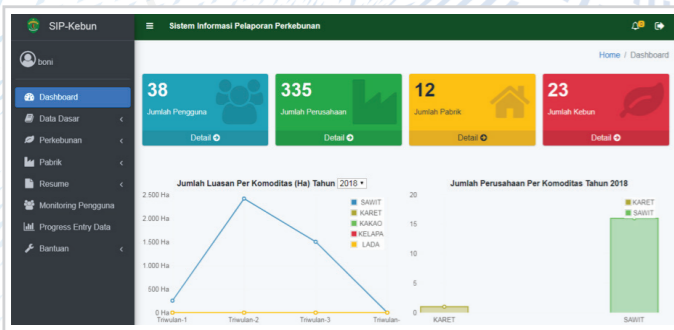 SIP-Kebun
Sistem Informasi Pelaporan Perkebunan
boni
Home / Dashboard
Dashboard
Data Dasar
Perkebunan
Pabrik
Resume
Monitoring Pengguna
Progress Entry Data
Bantuan
38
Jumlah Pengguna
Detail
335
Jumlah Perusahaan
Detail
12
Jumlah Pabrik
Detail
23
Jumlah Kebun
Detail
Jumlah Luasan Per Komoditas (Ha) Tahun 2018
2.500 Ha
2.000 Ha
1.500 Ha
1.000 Ha
500 Ha
0 Ha
Triwulan-1
Triwulan-2
Triwulan-3
Triwulan-
SAWIT
KARET
KAKAO
KELAPA
LADA
Jumlah Perusahaan Per Komoditas Tahun 2018
20
15
10
5
0
KARET
SAWIT
KARET
SAWIT